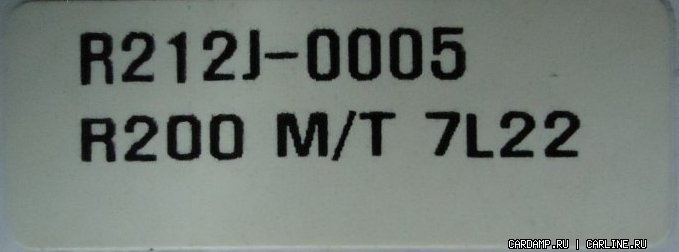 R212J-0005
R200 M/T 7L22
CARDAMP.RU | CARLINE.RU